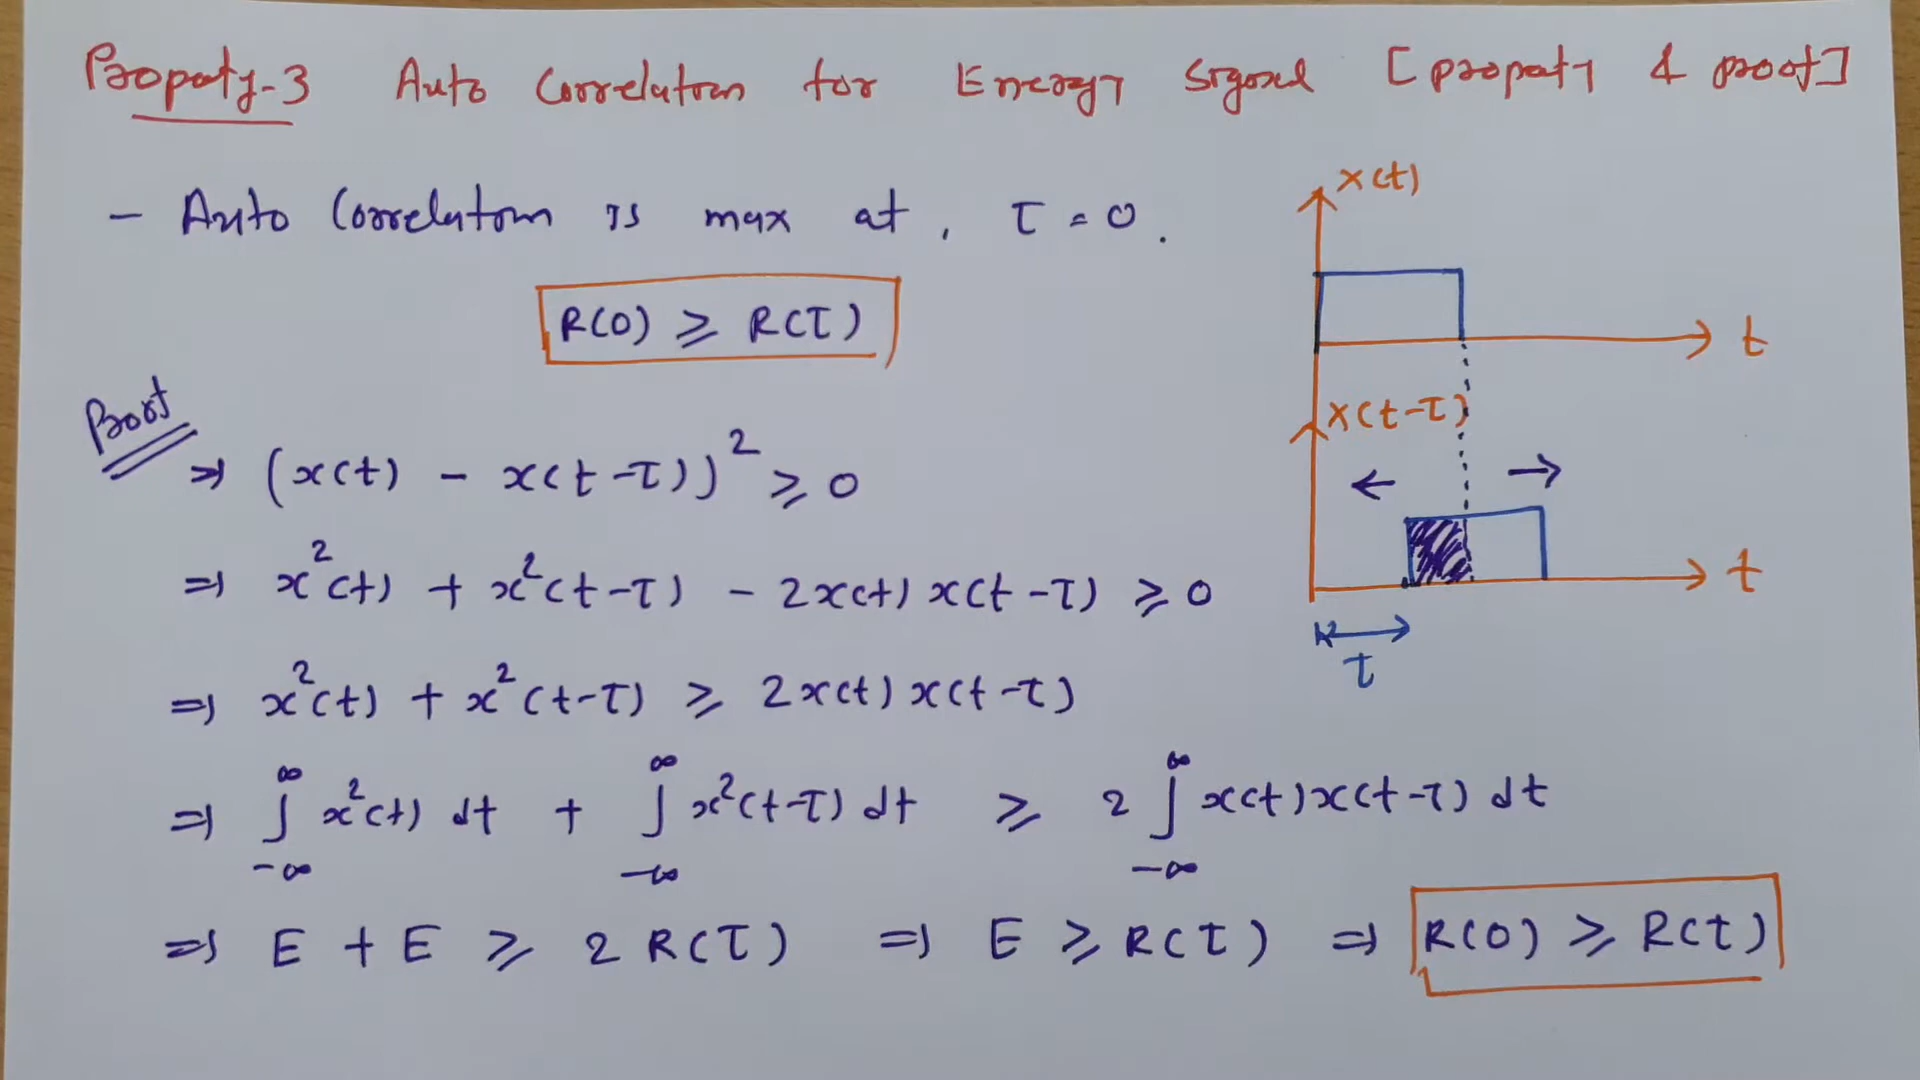 Property-3 Auto Correlation for Energy Signal [property & proof]
- Auto Correlation is max at, τ = 0.
R(0) ≥ R(τ)
Proof
⇒ (x(t) - x(t-τ))² ≥ 0
⇒ x²(t) + x²(t-τ) - 2x(t) x(t-τ) ≥ 0
⇒ x²(t) + x²(t-τ) ≥ 2x(t) x(t-τ)
⇒ ∫_{-∞}^{∞} x²(t) dt + ∫_{-∞}^{∞} x²(t-τ) dt ≥ 2 ∫_{-∞}^{∞} x(t)x(t-τ) dt
⇒ E + E ≥ 2 R(τ) ⇒ E ≥ R(τ) ⇒ R(0) ≥ R(τ)
x(t)
t
x(t-τ)
← →
t
τ